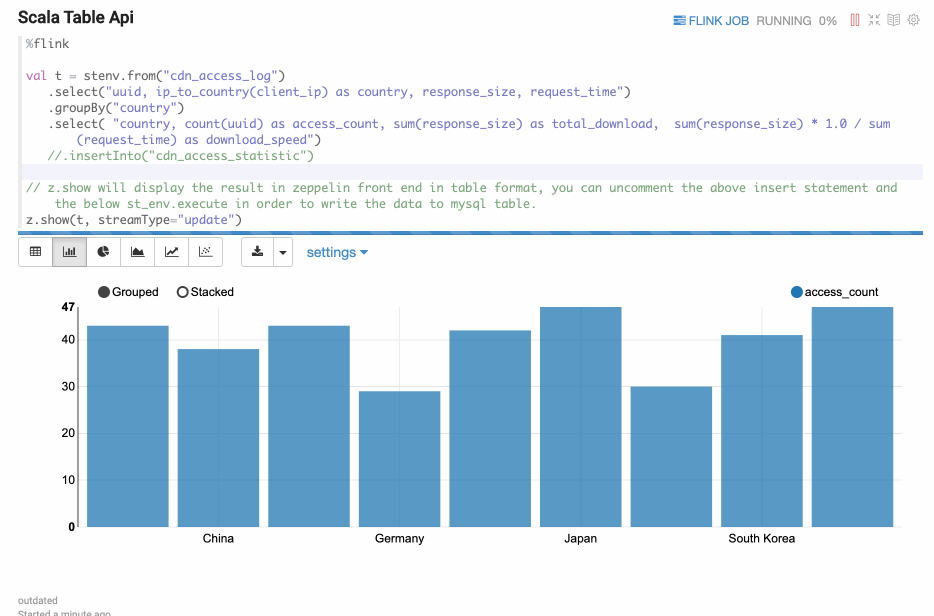 Scala Table Api
FLINK JOB RUNNING 0%
%flink
val t = stenv.from("cdn_access_log")
.select("uuid, ip_to_country(client_ip) as country, response_size, request_time")
.groupBy("country")
.select( "country, count(uuid) as access_count, sum(response_size) as total_download,  sum(response_size) * 1.0 / sum
(request_time) as download_speed")
//.insertInto("cdn_access_statistic")
// z.show will display the result in zeppelin front end in table format, you can uncomment the above insert statement and
the below st_env.execute in order to write the data to mysql table.
z.show(t, streamType="update")
settings
Grouped Stacked access_count
47
40
30
20
10
0
China Germany Japan South Korea
outdated
Started a minute ago